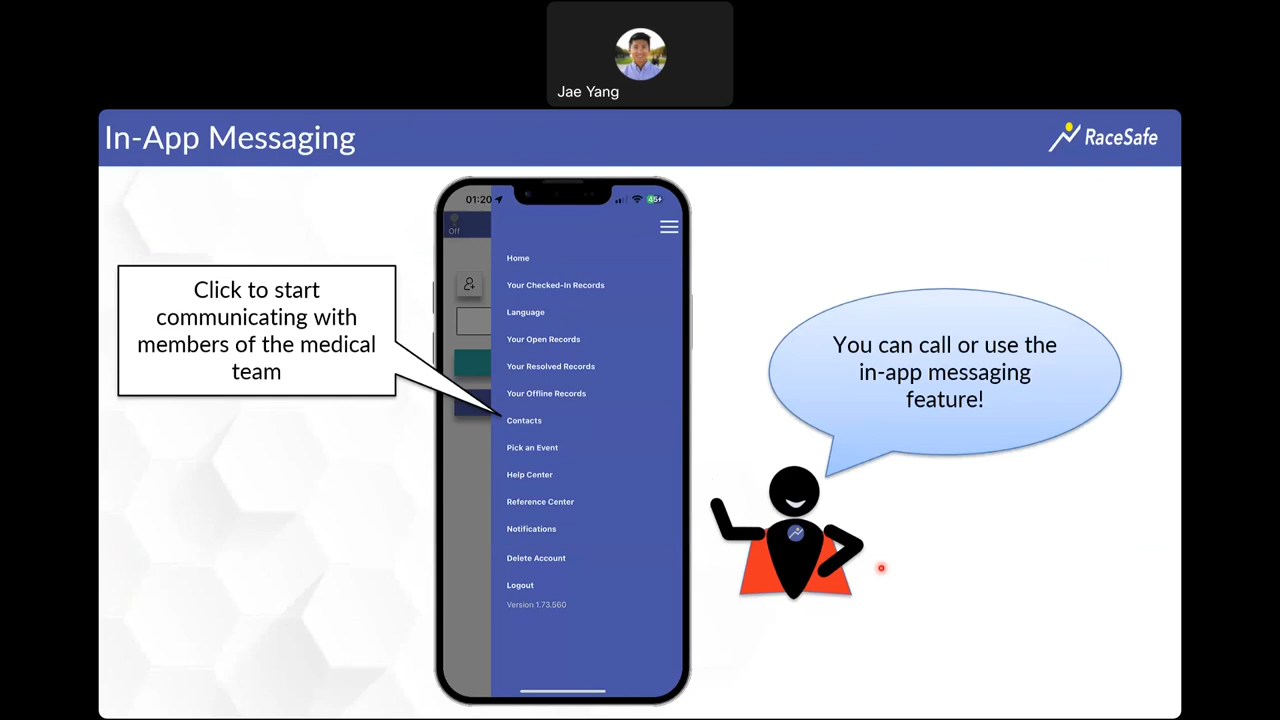 Jae Yang
In-App Messaging
RaceSafe
01:20
45+
Off
Home
Your Checked-In Records
Language
Your Open Records
Your Resolved Records
Your Offline Records
Contacts
Pick an Event
Help Center
Reference Center
Notifications
Delete Account
Logout
Version 1.73.560
Click to start
communicating with
members of the medical
team
You can call or use the
in-app messaging
feature!